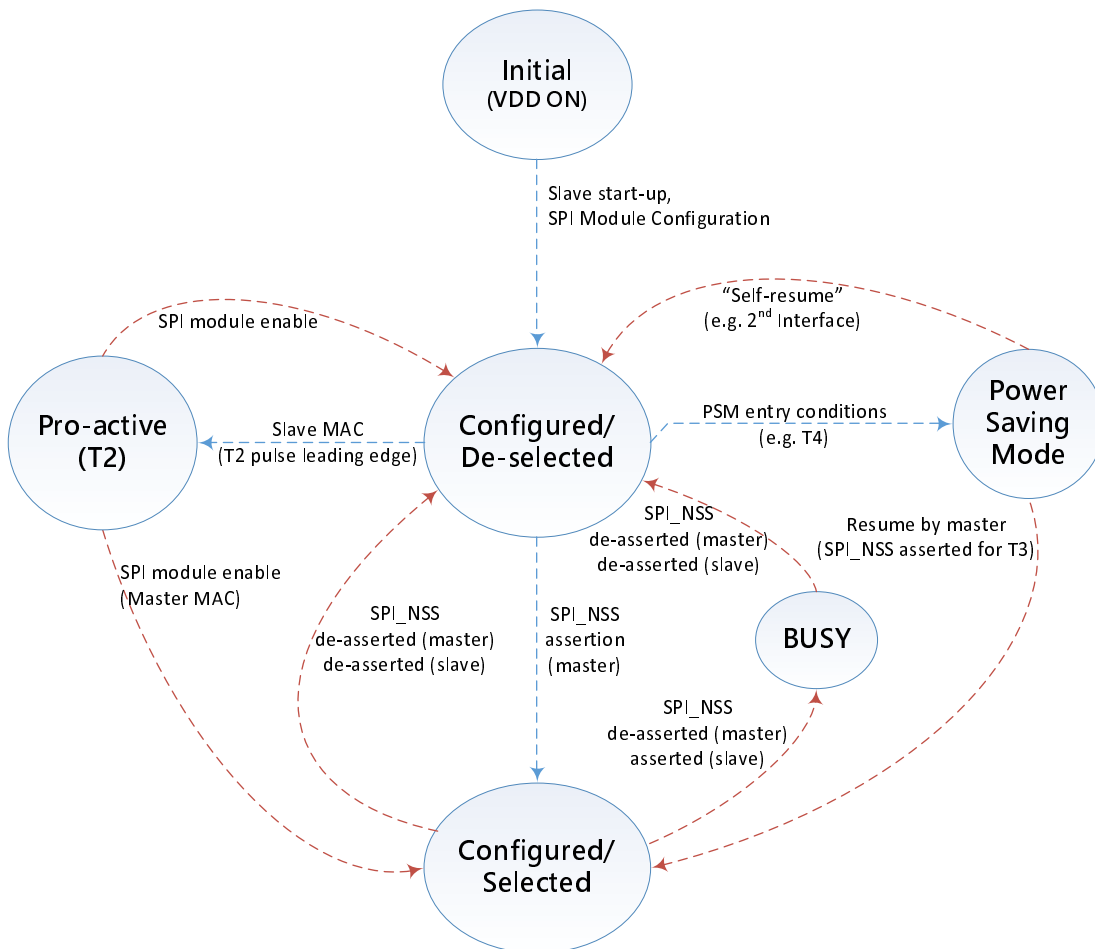 Initial
(VDD ON)
Slave start-up,
SPI Module Configuration
“Self-resume”
(e.g. 2nd Interface)
SPI module enable
Pro-active
(T2)
Slave MAC
(T2 pulse leading edge)
Configured/
De-selected
PSM entry conditions
(e.g. T4)
Power
Saving
Mode
SPI_NSS
de-asserted (master)
de-asserted (slave)
Resume by master
(SPI_NSS asserted for T3)
SPI module enable
(Master MAC)
SPI_NSS
de-asserted (master)
de-asserted (slave)
SPI_NSS
assertion
(master)
BUSY
SPI_NSS
de-asserted (master)
asserted (slave)
Configured/
Selected